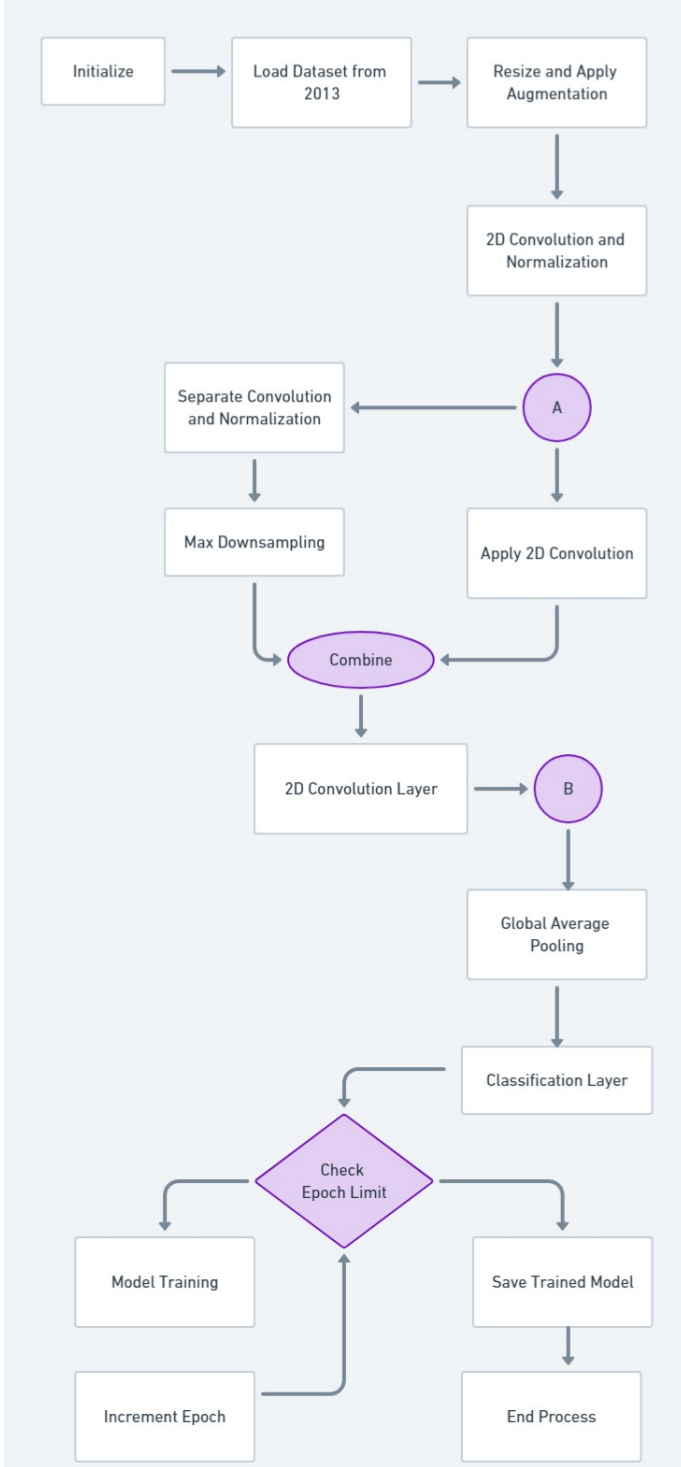 Initialize
Load Dataset from
2013
Resize and Apply
Augmentation
2D Convolution and
Normalization
Separate Convolution
and Normalization
A
Max Downsampling
Apply 2D Convolution
Combine
2D Convolution Layer
B
Global Average
Pooling
Classification Layer
Check
Epoch Limit
Model Training
Save Trained Model
Increment Epoch
End Process